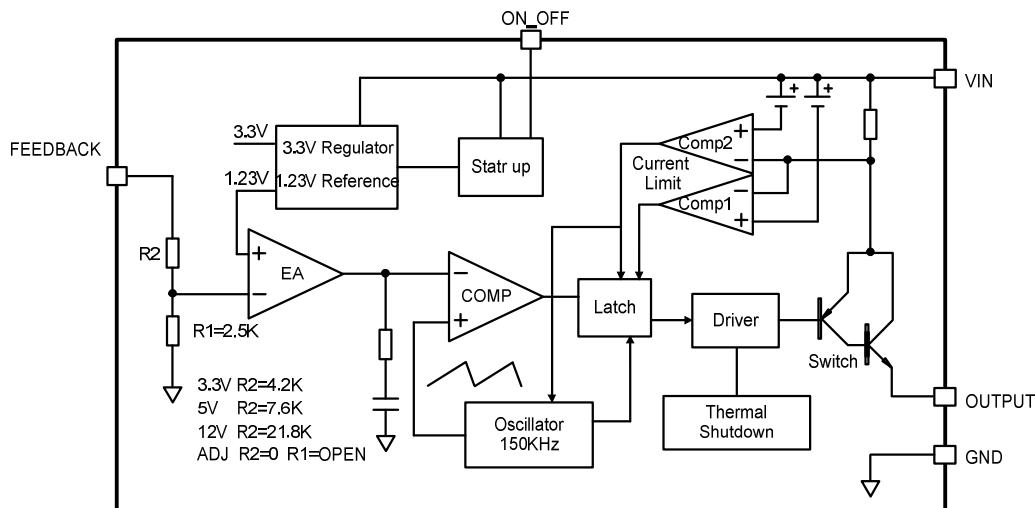 ON_OFF
VIN
FEEDBACK
3.3V
3.3V Regulator
1.23V
1.23V Reference
Statr up
Comp2
+
+
+
−
Current
Limit
Comp1
−
+
R2
+
EA
−
−
COMP
+
Latch
Driver
Switch
R1=2.5K
3.3V R2=4.2K
5V R2=7.6K
12V R2=21.8K
ADJ R2=0 R1=OPEN
Oscillator
150KHz
Thermal
Shutdown
OUTPUT
GND